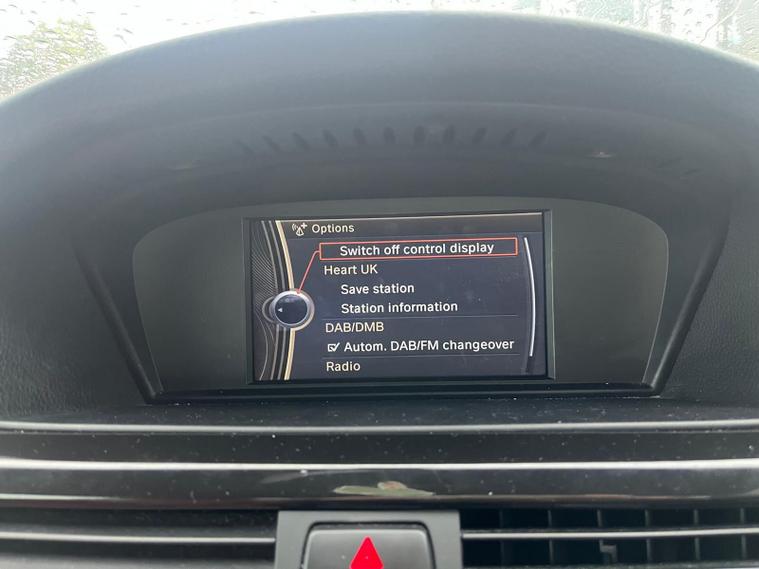 Options
Switch off control display
Heart UK
Save station
Station information
DAB/DMB
Autom. DAB/FM changeover
Radio